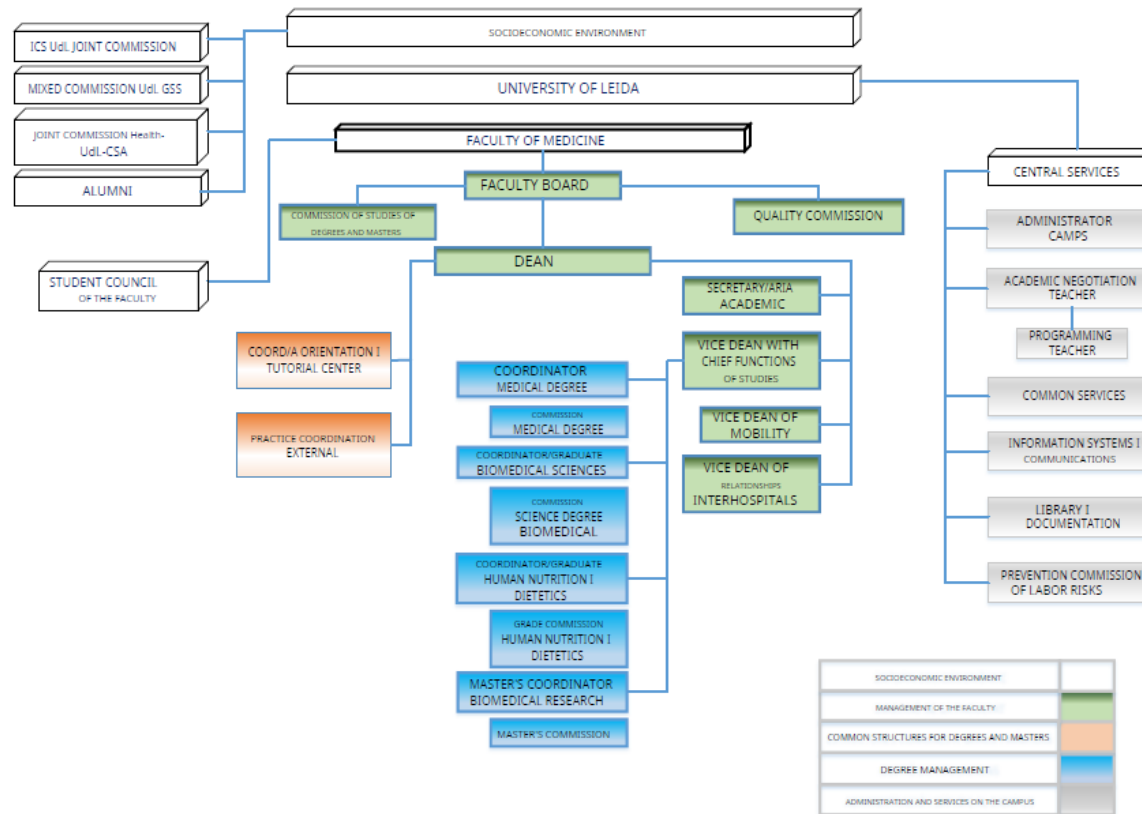 SOCIOECONOMIC ENVIRONMENT
ICS Udl. JOINT COMMISSION
MIXED COMMISSION Udl. GSS
JOINT COMMISSION Health-
Udl.-CSA
ALUMNI
UNIVERSITY OF LEIDA
FACULTY OF MEDICINE
FACULTY BOARD
COMMISSION OF STUDIES OF
DEGREES AND MASTERS
QUALITY COMMISSION
DEAN
STUDENT COUNCIL
OF THE FACULTY
COORD/A ORIENTATION I
TUTORIAL CENTER
PRACTICE COORDINATION
EXTERNAL
SECRETARY/ARIA
ACADEMIC
VICE DEAN WITH
CHIEF FUNCTIONS
OF STUDIES
VICE DEAN OF
MOBILITY
VICE DEAN OF
RELATIONSHIPS
INTERHOSPITALS
COORDINATOR
MEDICAL DEGREE
COMMISSION
MEDICAL DEGREE
COORDINATOR/GRADUATE
BIOMEDICAL SCIENCES
COMMISSION
SCIENCE DEGREE
BIOMEDICAL
COORDINATOR/GRADUATE
HUMAN NUTRITION I
DIETETICS
GRADE COMMISSION
HUMAN NUTRITION I
DIETETICS
MASTER'S COORDINATOR
BIOMEDICAL RESEARCH
MASTER'S COMMISSION
CENTRAL SERVICES
ADMINISTRATOR
CAMPS
ACADEMIC NEGOTIATION
TEACHER
PROGRAMMING
TEACHER
COMMON SERVICES
INFORMATION SYSTEMS I
COMMUNICATIONS
LIBRARY I
DOCUMENTATION
PREVENTION COMMISSION
OF LABOR RISKS
SOCIOECONOMIC ENVIRONMENT
MANAGEMENT OF THE FACULTY
COMMON STRUCTURES FOR DEGREES AND MASTERS
DEGREE MANAGEMENT
ADMINISTRATION AND SERVICES ON THE CAMPUS